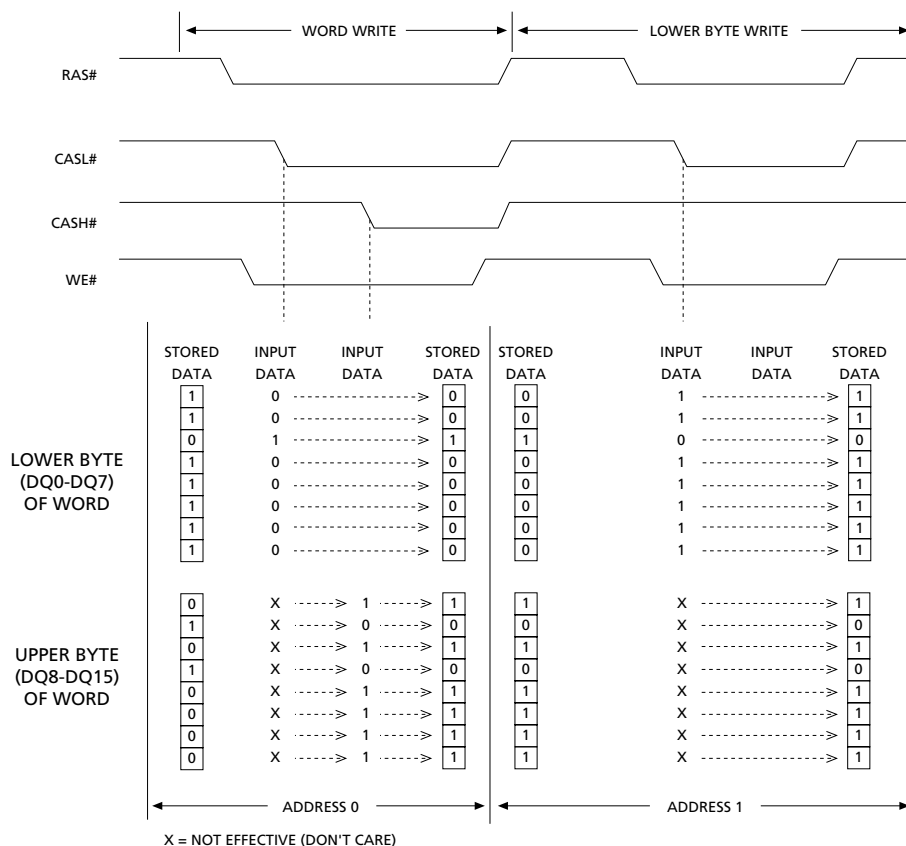 WORD WRITE LOWER BYTE WRITE
RAS#
CASL#
CASH#
WE#
STORED INPUT INPUT STORED STORED INPUT INPUT STORED
DATA DATA DATA DATA DATA DATA DATA DATA
1 0 0 0 1 1
1 0 0 0 1 1
0 1 1 1 0 0
1 0 0 0 1 1
1 0 0 0 1 1
1 0 0 0 1 1
1 0 0 0 1 1
1 0 0 0 1 1
LOWER BYTE
(DQ0-DQ7)
OF WORD
0 X 1 1 1 X 1
1 X 0 0 0 X 0
0 X 1 1 1 X 1
1 X 0 0 0 X 0
0 X 1 1 1 X 1
0 X 1 1 1 X 1
0 X 1 1 1 X 1
0 X 1 1 1 X 1
UPPER BYTE
(DQ8-DQ15)
OF WORD
ADDRESS 0 ADDRESS 1
X = NOT EFFECTIVE (DON'T CARE)